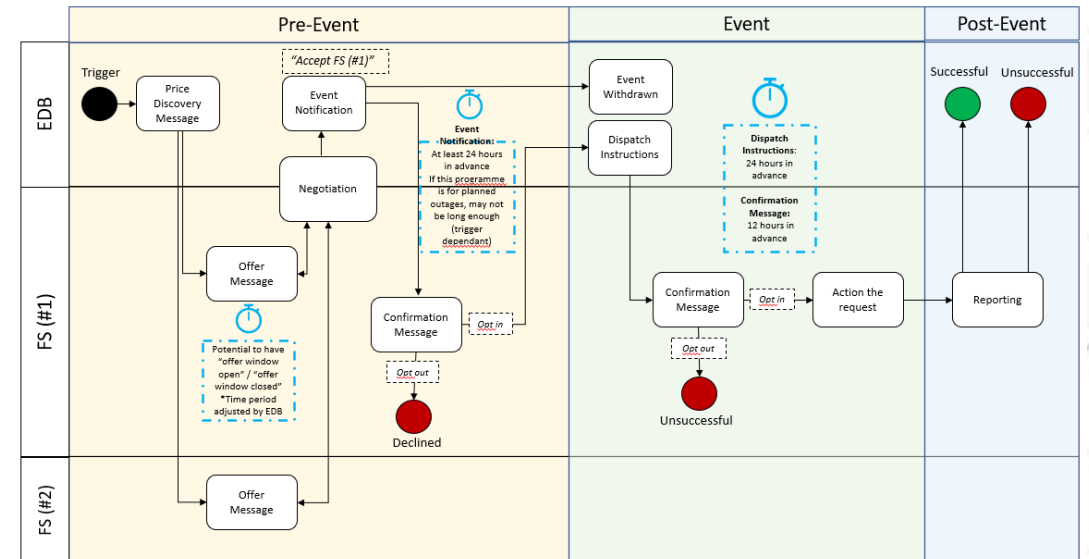 Pre-Event
Event
Post-Event
EDB
FS (#1)
FS (#2)
Trigger
Price
Discovery
Message
“Accept FS (#1)”
Event
Notification
Negotiation
Event
Notification:
At least 24 hours
in advance
If this programme
is for planned
outages, may not
be long enough
(trigger
dependant)
Offer
Message
Potential to have
“offer window
open” / “offer
window closed”
*Time period
adjusted by EDB
Confirmation
Message
Opt in
Opt out
Declined
Offer
Message
Event
Withdrawn
Dispatch
Instructions
Dispatch
Instructions:
24 hours in
advance
Confirmation
Message:
12 hours in
advance
Confirmation
Message
Opt in
Action the
request
Opt out
Unsuccessful
Successful
Unsuccessful
Reporting